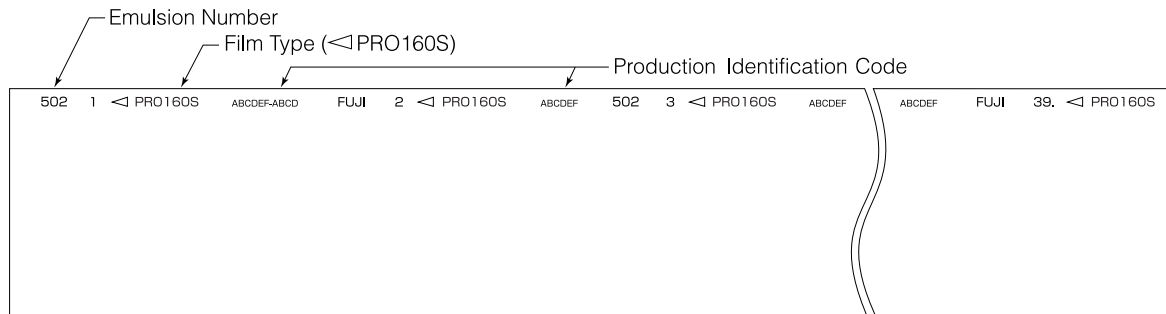 Emulsion Number
Film Type (◁ PRO160S)
Production Identification Code
502 1 ◁ PRO160S ABCDEF-ABCD FUJI 2 ◁ PRO160S ABCDEF 502 3 ◁ PRO160S ABCDEF ABCDEF FUJI 39. ◁ PRO160S